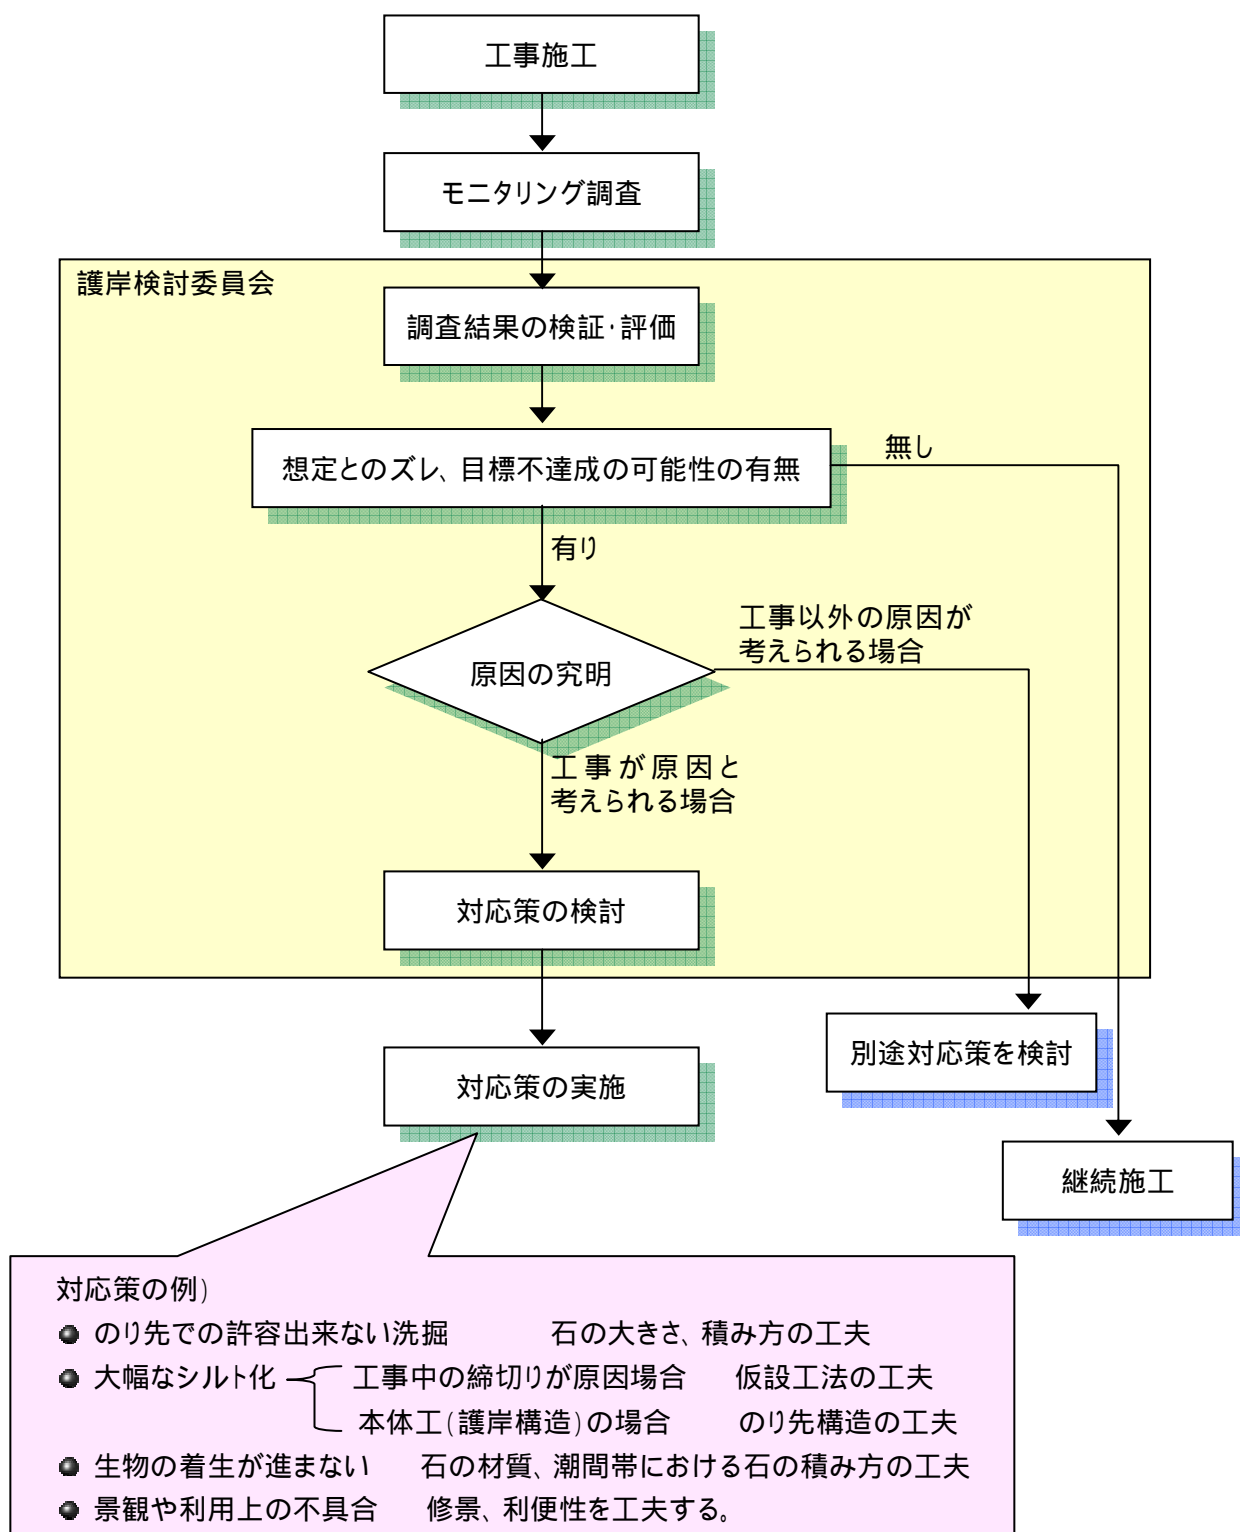 工事施工
モニタリング調査
護岸検討委員会
調査結果の検証・評価
想定とのズレ、目標不達成の可能性の有無
無し
有り
工事以外の原因が
考えられる場合
原因の究明
工事が原因と
考えられる場合
対応策の検討
別途対応策を検討
対応策の実施
継続施工
対応策の例)
● のり先での許容出来ない洗掘 石の大きさ、積み方の工夫
● 大幅なシルト化 工事中の締切りが原因場合 仮設工法の工夫
本体工(護岸構造)の場合 のり先構造の工夫
● 生物の着生が進まない 石の材質、潮間帯における石の積み方の工夫
● 景観や利用上の不具合 修景、利便性を工夫する。